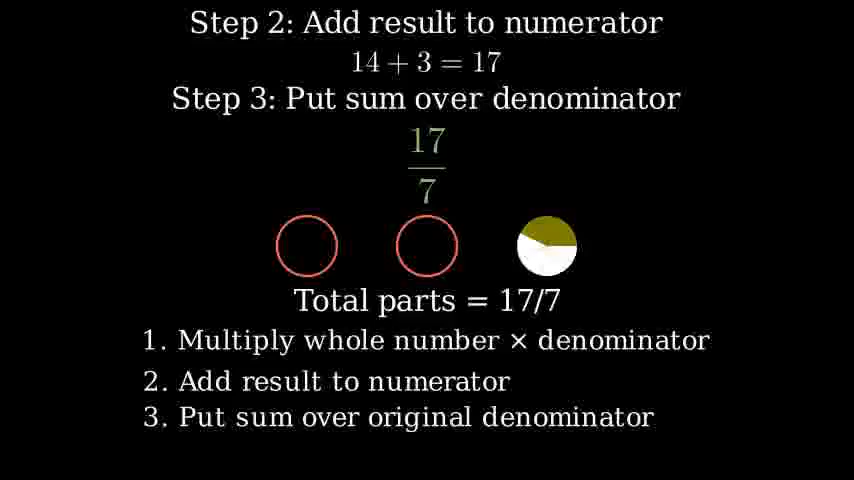 Step 2: Add result to numerator
14 + 3 = 17
Step 3: Put sum over denominator
17
7
Total parts = 17/7
1. Multiply whole number × denominator
2. Add result to numerator
3. Put sum over original denominator